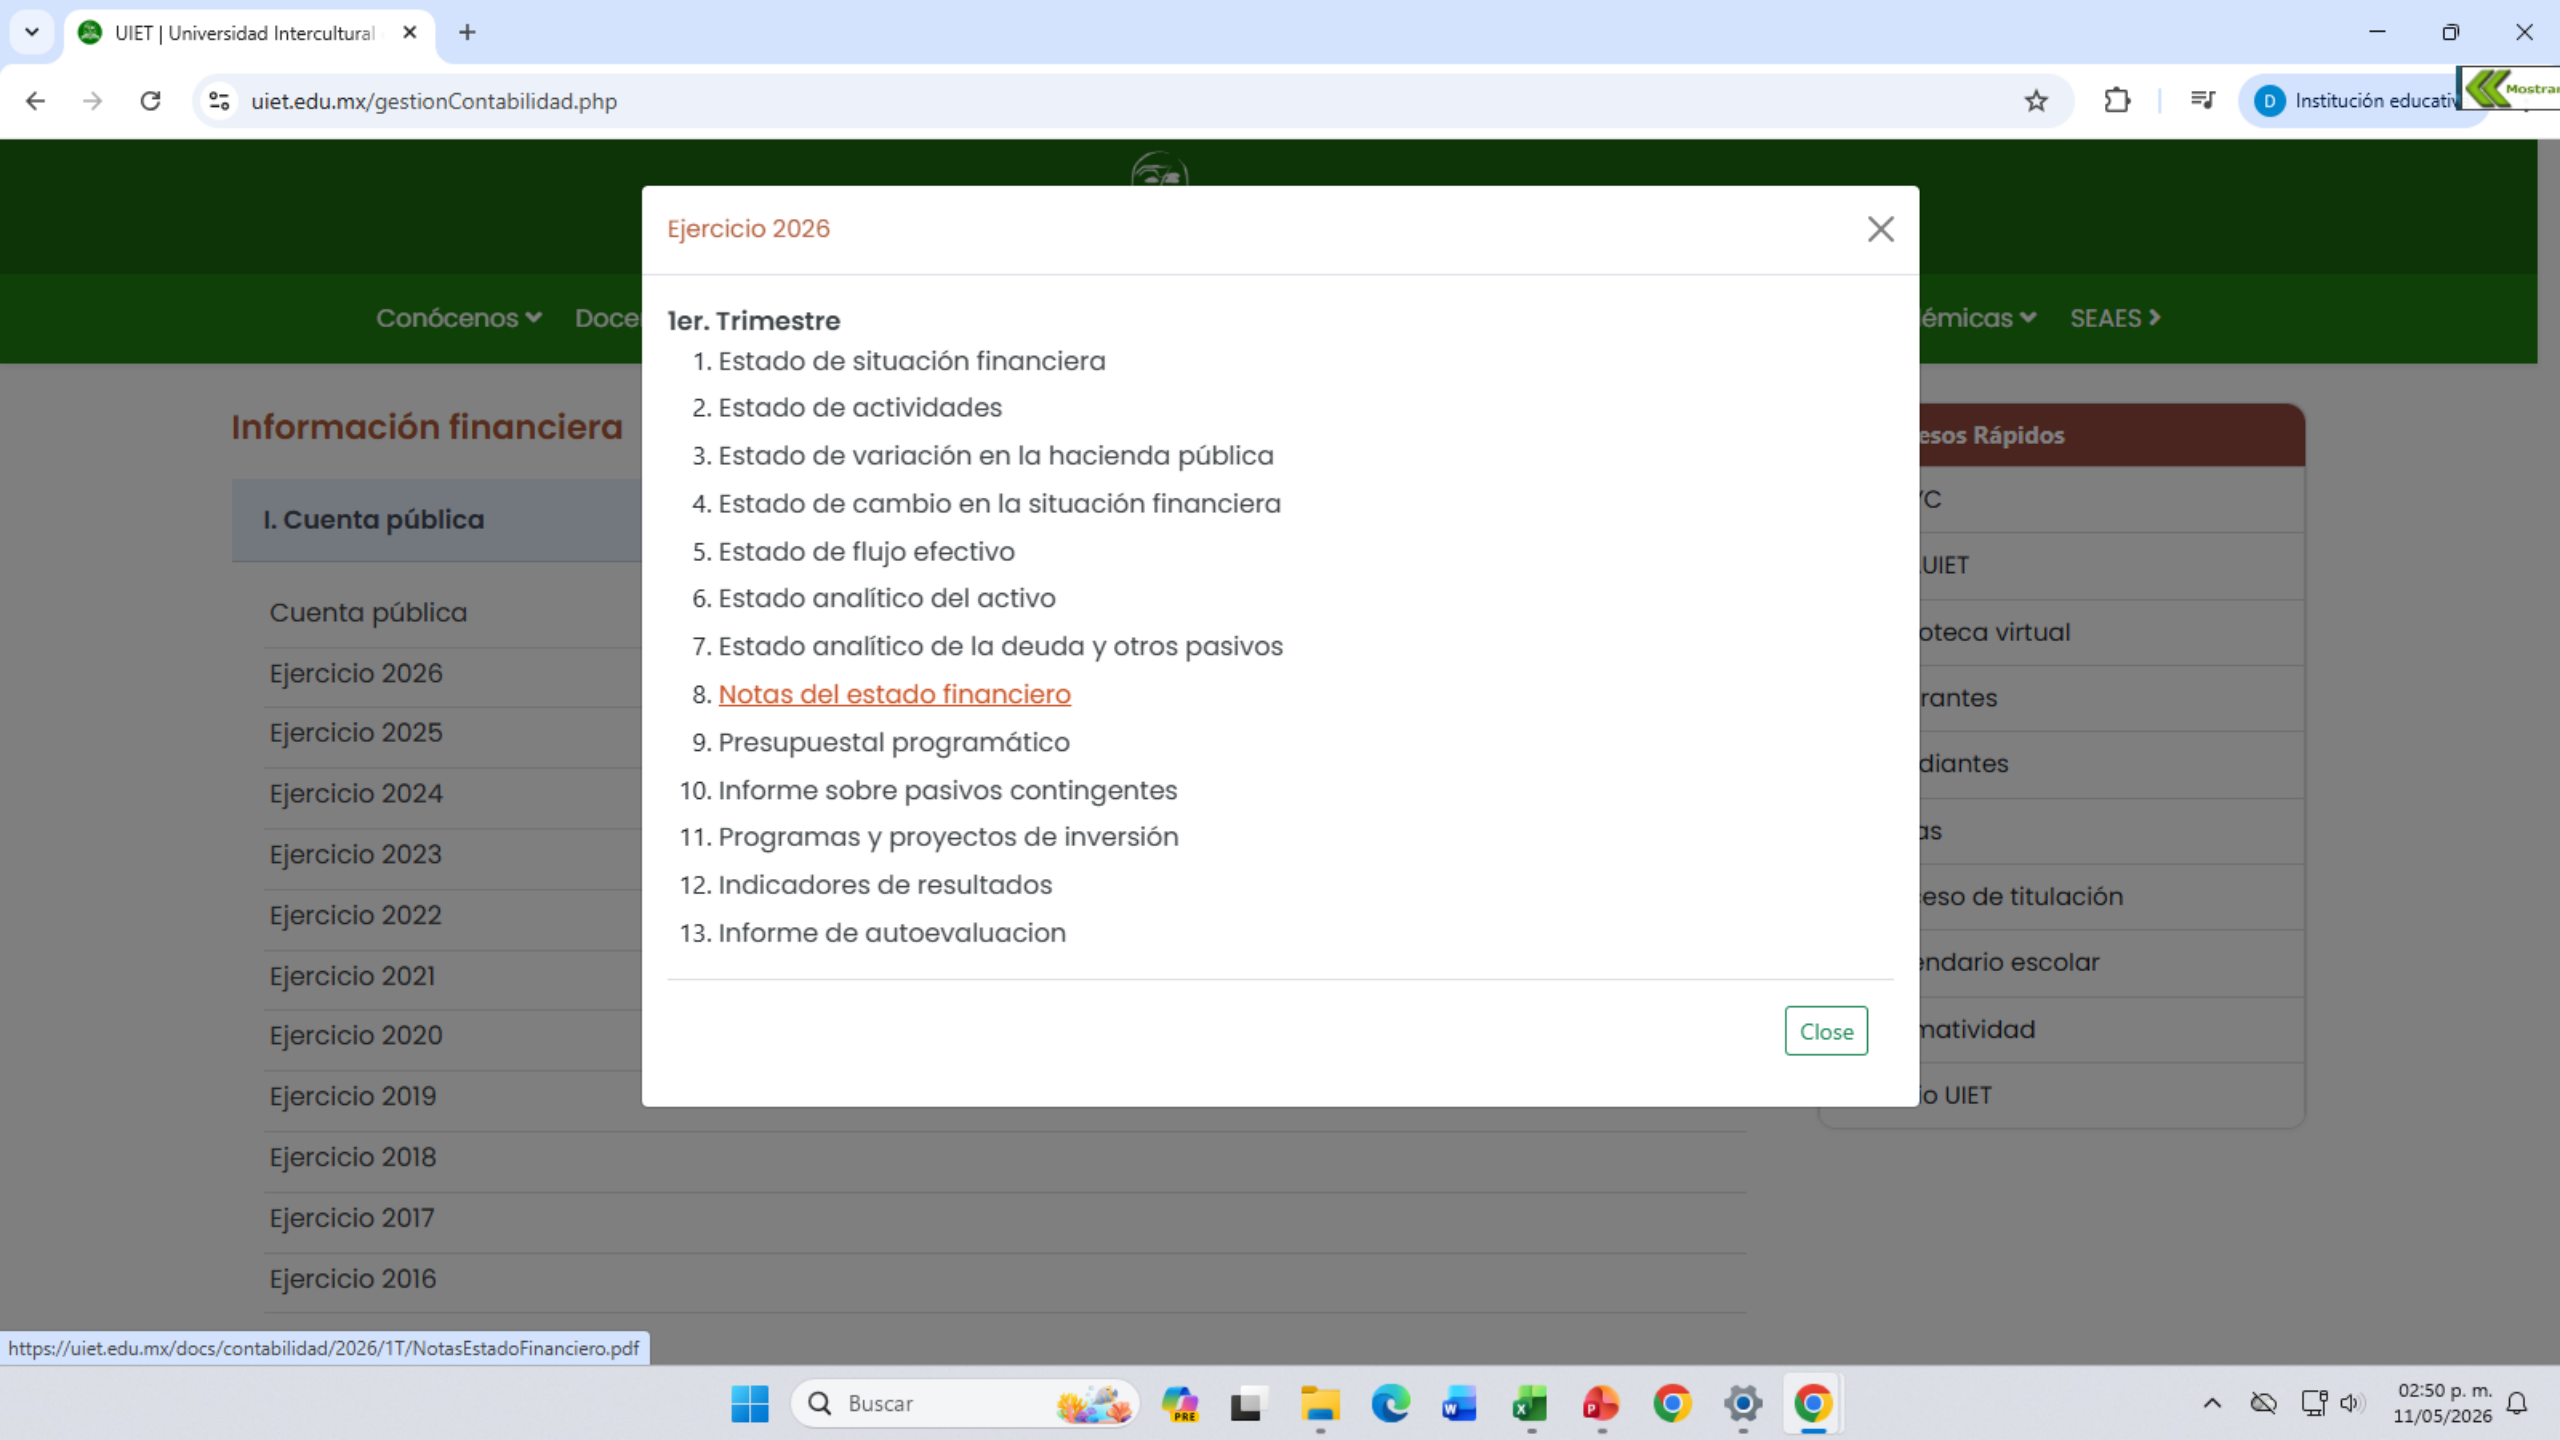 UIET | Universidad Intercultural
uiet.edu.mx/gestionContabilidad.php
D Institución educativ
Mostrar
Ejercicio 2026
Conócenos
Doce
émicas
SEAES
1er. Trimestre
1. Estado de situación financiera
2. Estado de actividades
3. Estado de variación en la hacienda pública
4. Estado de cambio en la situación financiera
5. Estado de flujo efectivo
6. Estado analítico del activo
7. Estado analítico de la deuda y otros pasivos
8. Notas del estado financiero
9. Presupuestal programático
10. Informe sobre pasivos contingentes
11. Programas y proyectos de inversión
12. Indicadores de resultados
13. Informe de autoevaluacion
Close
Información financiera
I. Cuenta pública
Cuenta pública
Ejercicio 2026
Ejercicio 2025
Ejercicio 2024
Ejercicio 2023
Ejercicio 2022
Ejercicio 2021
Ejercicio 2020
Ejercicio 2019
Ejercicio 2018
Ejercicio 2017
Ejercicio 2016
esos Rápidos
C
UIET
oteca virtual
rantes
diantes
as
eso de titulación
endario escolar
matividad
io UIET
https://uiet.edu.mx/docs/contabilidad/2026/1T/NotasEstadoFinanciero.pdf
Buscar
PRE
02:50 p. m.
11/05/2026